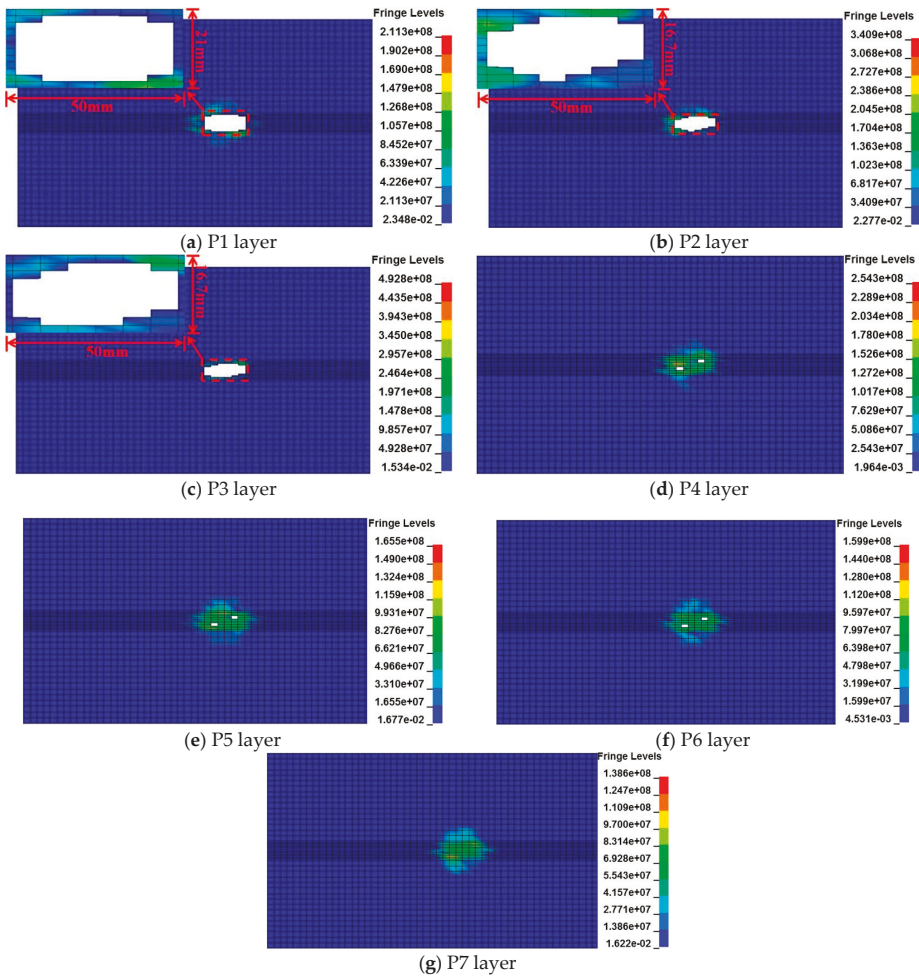 Fringe Levels
2.113e+08
1.902e+08
1.690e+08
1.479e+08
1.268e+08
1.057e+08
8.452e+07
6.339e+07
4.226e+07
2.113e+07
2.348e-02
21mm
50mm
(a) P1 layer
Fringe Levels
3.409e+08
3.068e+08
2.727e+08
2.386e+08
2.045e+08
1.704e+08
1.363e+08
1.023e+08
6.817e+07
3.409e+07
2.277e-02
16.7mm
50mm
(b) P2 layer
Fringe Levels
4.928e+08
4.435e+08
3.943e+08
3.450e+08
2.957e+08
2.464e+08
1.971e+08
1.478e+08
9.857e+07
4.928e+07
1.534e-02
16.7mm
50mm
(c) P3 layer
Fringe Levels
2.543e+08
2.289e+08
2.034e+08
1.780e+08
1.526e+08
1.272e+08
1.017e+08
7.629e+07
5.086e+07
2.543e+07
1.964e-03
(d) P4 layer
Fringe Levels
1.655e+08
1.490e+08
1.324e+08
1.159e+08
9.931e+07
8.276e+07
6.621e+07
4.966e+07
3.310e+07
1.655e+07
1.677e-02
(e) P5 layer
Fringe Levels
1.599e+08
1.440e+08
1.280e+08
1.120e+08
9.597e+07
7.997e+07
6.398e+07
4.798e+07
3.199e+07
1.599e+07
4.531e-03
(f) P6 layer
Fringe Levels
1.386e+08
1.247e+08
1.109e+08
9.700e+07
8.314e+07
6.928e+07
5.543e+07
4.157e+07
2.771e+07
1.386e+07
1.622e-02
(g) P7 layer